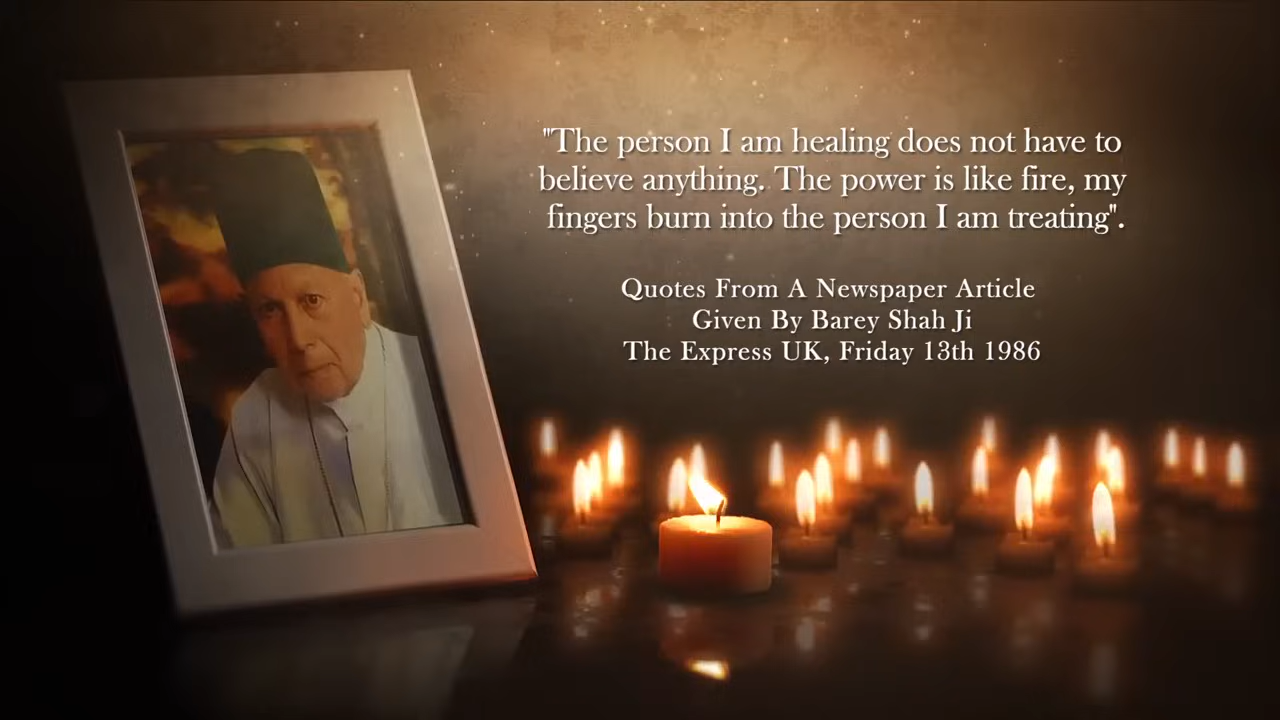 "The person I am healing does not have to
believe anything. The power is like fire, my
fingers burn into the person I am treating".
Quotes From A Newspaper Article
Given By Barey Shah Ji
The Express UK, Friday 13th 1986